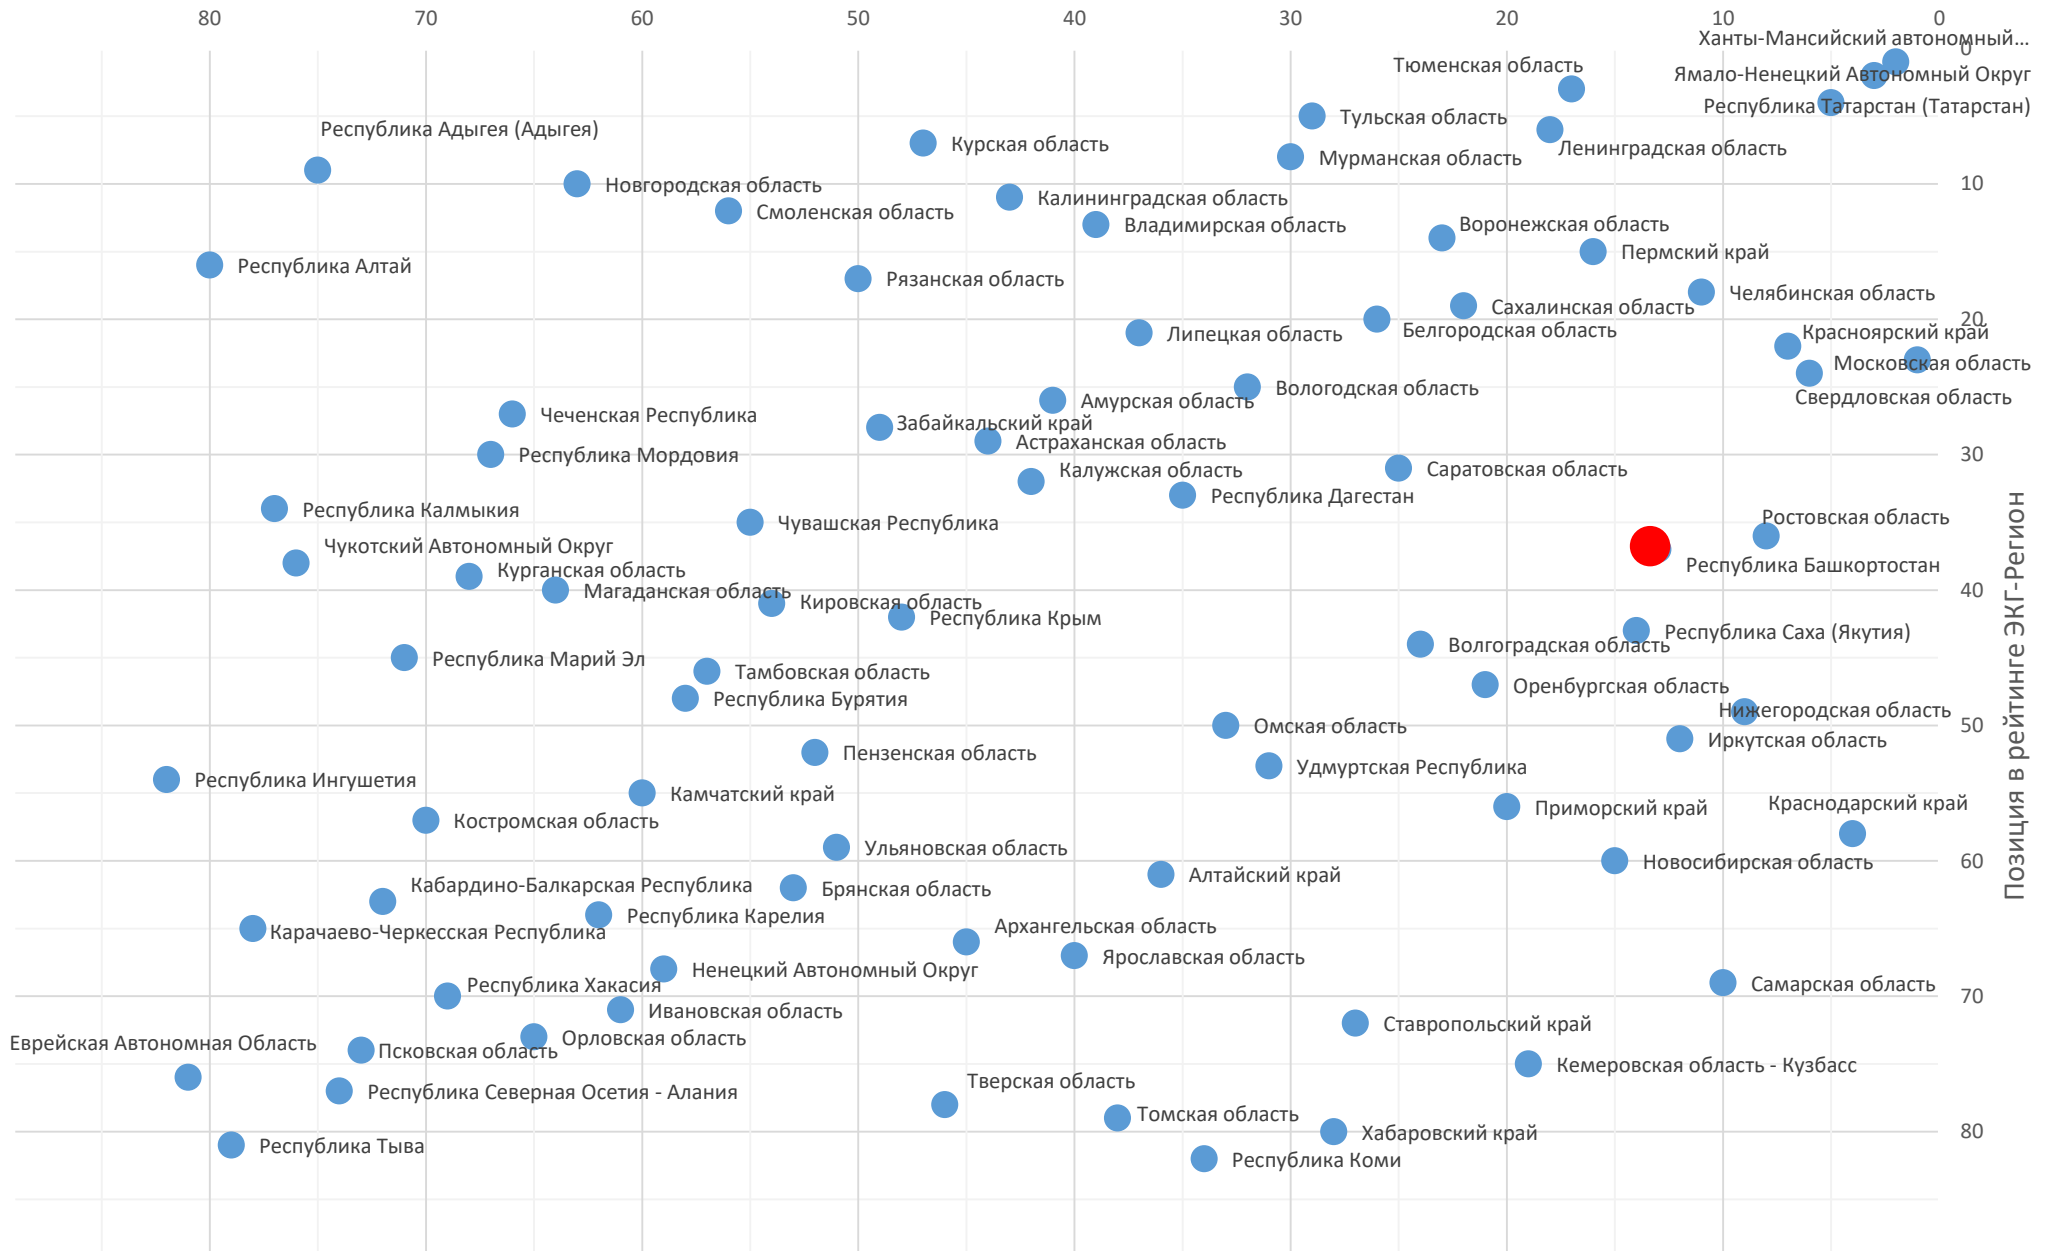 80 70 60 50 40 30 20 10 0
Ханты-Мансийский автономный...
0
Тюменская область
Ямало-Ненецкий Автономный Округ
Республика Татарстан (Татарстан)
Тульская область
Республика Адыгея (Адыгея)
Курская область
Ленинградская область
Мурманская область
10
Новгородская область
Калининградская область
Смоленская область
Владимирская область
Воронежская область
Пермский край
Республика Алтай
Рязанская область
Челябинская область
Сахалинская область
20
Белгородская область
Красноярский край
Липецкая область
Московская область
Вологодская область
Свердловская область
Амурская область
Чеченская Республика
Забайкальский край
Астраханская область
30
Республика Мордовия
Калужская область
Саратовская область
Республика Дагестан
Республика Калмыкия
Ростовская область
Чувашская Республика
Чукотский Автономный Округ
Республика Башкортостан
Курганская область
40
Магаданская область
Кировская область
Республика Крым
Республика Саха (Якутия)
Волгоградская область
Республика Марий Эл
Тамбовская область
Оренбургская область
Республика Бурятия
Нижегородская область
50
Омская область
Иркутская область
Пензенская область
Удмуртская Республика
Республика Ингушетия
Камчатский край
Краснодарский край
Приморский край
Костромская область
Ульяновская область
60
Новосибирская область
Алтайский край
Кабардино-Балкарская Республика
Брянская область
Республика Карелия
Архангельская область
Карачаево-Черкесская Республика
Ярославская область
Ненецкий Автономный Округ
Республика Хакасия
Самарская область
70
Ивановская область
Ставропольский край
Орловская область
Еврейская Автономная Область
Псковская область
Кемеровская область - Кузбасс
Тверская область
Республика Северная Осетия - Алания
Томская область
80
Хабаровский край
Республика Тыва
Республика Коми
Позиция в рейтинге ЭКГ-Регион